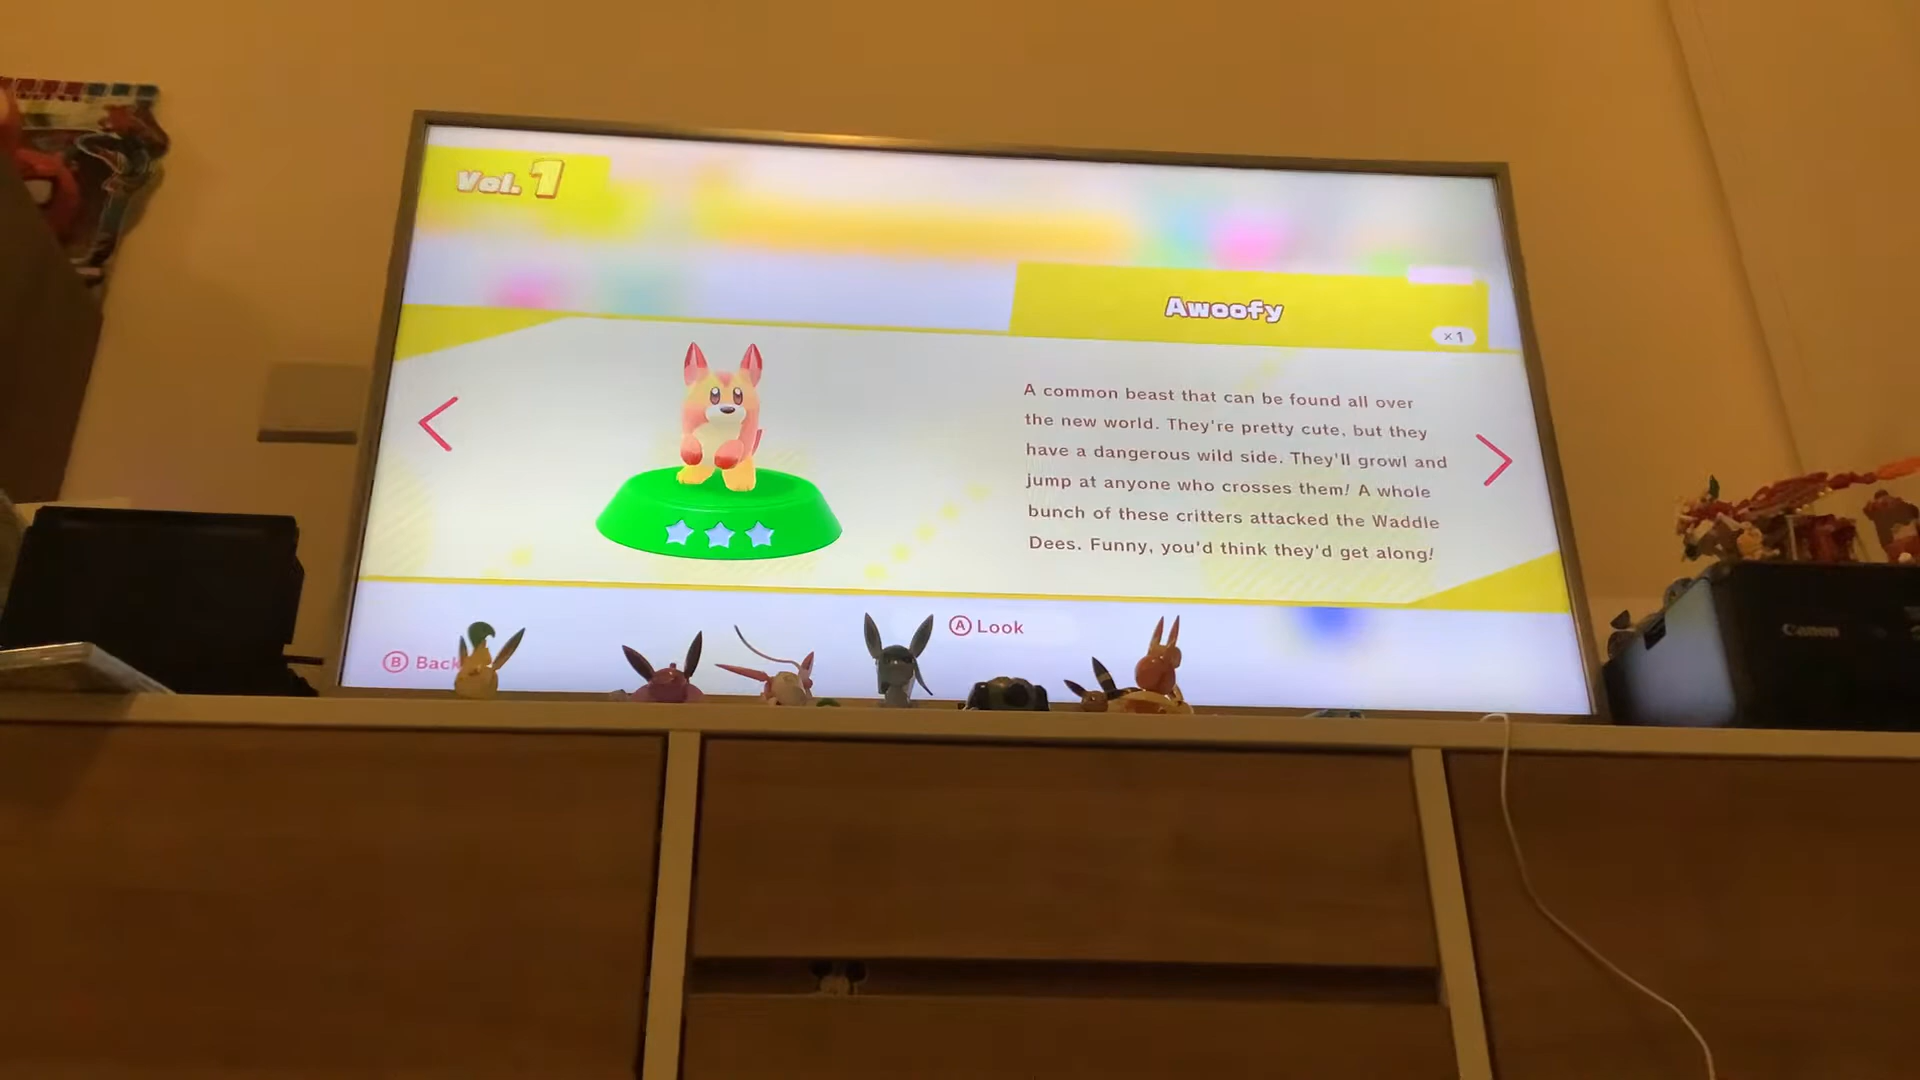 Vol. 1
Awoofy
×1
A common beast that can be found all over
the new world. They're pretty cute, but they
have a dangerous wild side. They'll growl and
jump at anyone who crosses them! A whole
bunch of these critters attacked the Waddle
Dees. Funny, you'd think they'd get along!
A Look
B Back
Canon